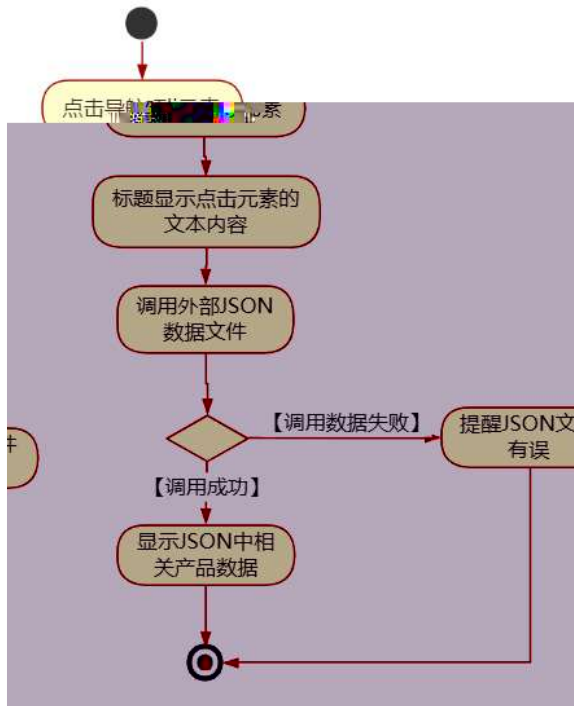 点击导航
素
标题显示点击元素的
文本内容
调用外部JSON
数据文件
【调用数据失败】
提醒JSON文
有误
件
【调用成功】
显示JSON中相
关产品数据